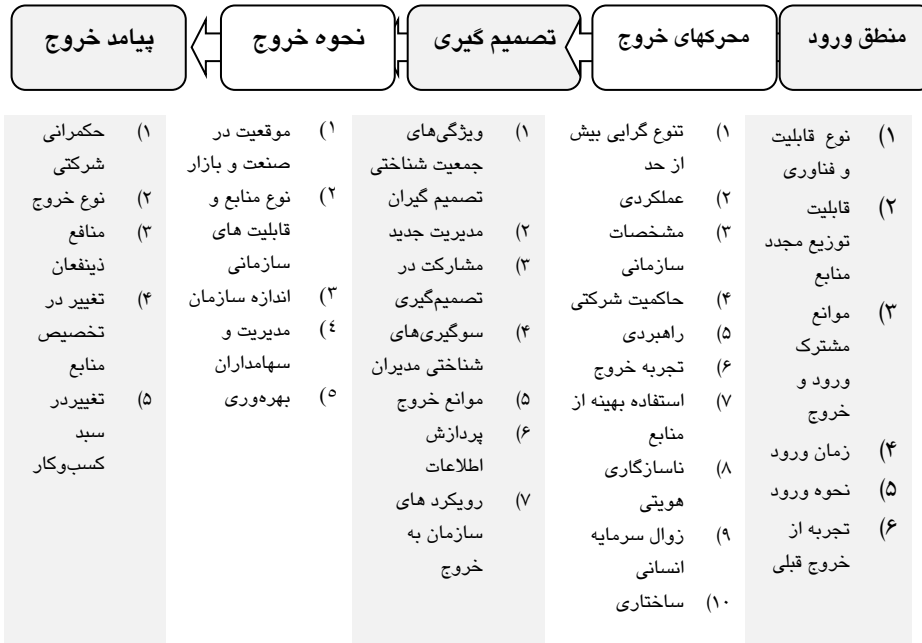 منطق ورود
محرکهای خروج
تصمیم گیری
نحوه خروج
پیامد خروج
۱) نوع قابلیت
و فناوری
۲) قابلیت
توزیع مجدد
منابع
۳) موانع
مشترک
ورود و
خروج
۴) زمان ورود
۵) نحوه ورود
۶) تجربه از
خروج قبلی
۱) تنوع گرایی بیش
از حد
۲) عملکردی
۳) مشخصات
سازمانی
۴) حاکمیت شرکتی
۵) راهبردی
۶) تجربه خروج
۷) استفاده بهینه از
منابع
۸) ناسازگاری
هویتی
۹) زوال سرمایه
انسانی
۱۰) ساختاری
۱) ویژگی‌های
جمعیت شناختی
تصمیم گیران
۲) مدیریت جدید
۳) مشارکت در
تصمیم‌گیری
۴) سوگیری‌های
شناختی مدیران
۵) موانع خروج
۶) پردازش
اطلاعات
۷) رویکرد های
سازمان به
خروج
۱) موقعیت در
صنعت و بازار
۲) نوع منابع و
قابلیت های
سازمانی
۳) اندازه سازمان
٤) مدیریت و
سهامداران
٥) بهره‌وری
۱) حکمرانی
شرکتی
۲) نوع خروج
۳) منافع
ذینفعان
۴) تغییر در
تخصیص
منابع
۵) تغییردر
سبد
کسب‌وکار